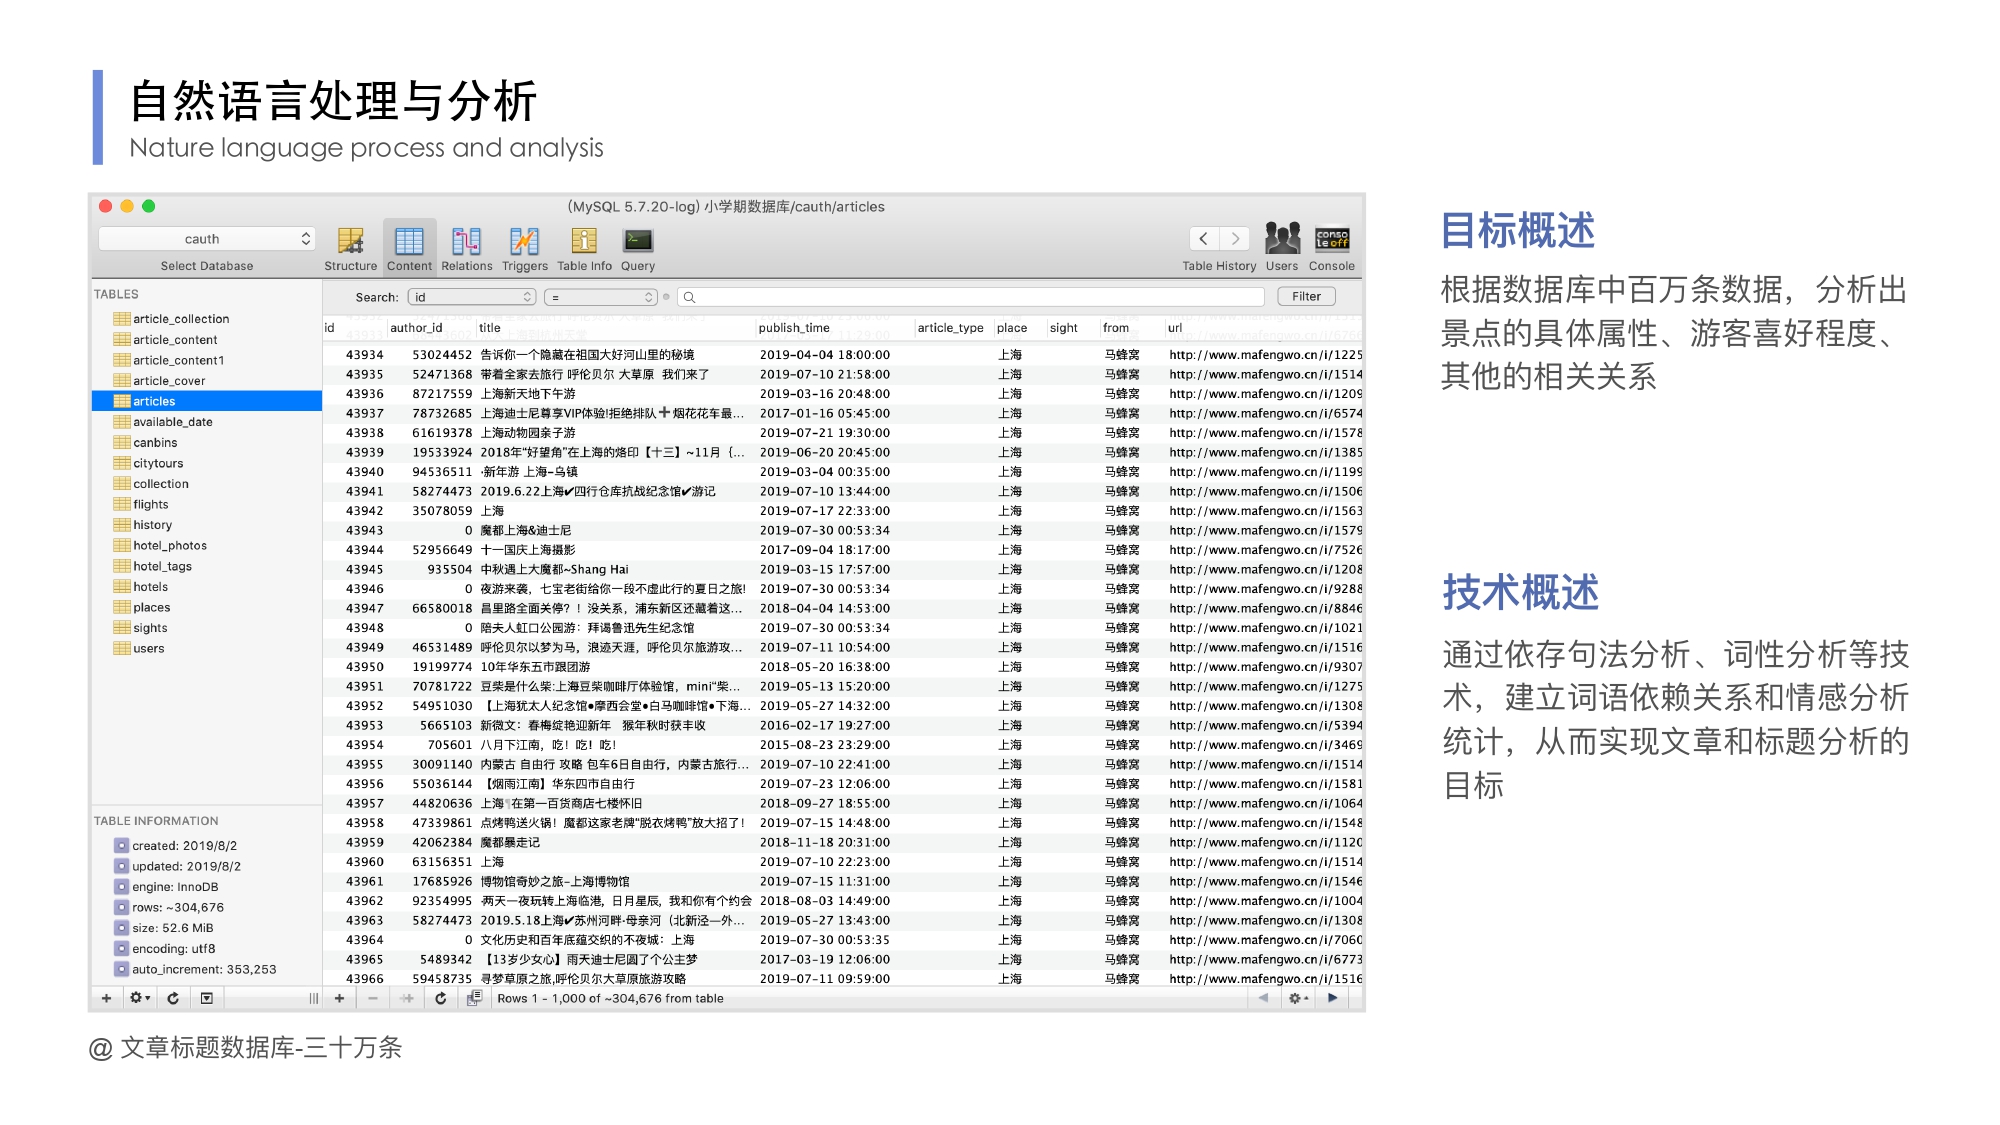 自然语言处理与分析
Nature language process and analysis
(MySQL 5.7.20-log) 小学期数据库/cauth/articles
cauth
Select Database
Structure Content Relations Triggers Table Info Query
Table History Users Console
conso
le off
TABLES
article_collection
article_content
article_content1
article_cover
articles
available_date
canbins
citytours
collection
flights
history
hotel_photos
hotel_tags
hotels
places
sights
users
TABLE INFORMATION
created: 2019/8/2
updated: 2019/8/2
engine: InnoDB
rows: ~304,676
size: 52.6 MiB
encoding: utf8
auto_increment: 353,253
Search: id = Filter
id author_id title publish_time article_type place sight from url
43934 53024452 告诉你一个隐藏在祖国大好河山里的秘境 2019-04-04 18:00:00 上海 马蜂窝 http://www.mafengwo.cn/i/1225
43935 52471368 带着全家去旅行 呼伦贝尔 大草原 我们来了 2019-07-10 21:58:00 上海 马蜂窝 http://www.mafengwo.cn/i/1514
43936 87217559 上海新天地下午游 2019-03-16 20:48:00 上海 马蜂窝 http://www.mafengwo.cn/i/1209
43937 78732685 上海迪士尼尊享VIP体验!拒绝排队➕烟花花车最... 2017-01-16 05:45:00 上海 马蜂窝 http://www.mafengwo.cn/i/6574
43938 61619378 上海动物园亲子游 2019-07-21 19:30:00 上海 马蜂窝 http://www.mafengwo.cn/i/1578
43939 19533924 2018年“好望角”在上海的烙印【十三】~11月（... 2019-06-20 20:45:00 上海 马蜂窝 http://www.mafengwo.cn/i/1385
43940 94536511 ·新年游 上海-乌镇 2019-03-04 00:35:00 上海 马蜂窝 http://www.mafengwo.cn/i/1199
43941 58274473 2019.6.22上海✔四行仓库抗战纪念馆✔游记 2019-07-10 13:44:00 上海 马蜂窝 http://www.mafengwo.cn/i/1506
43942 35078059 上海 2019-07-17 22:33:00 上海 马蜂窝 http://www.mafengwo.cn/i/1563
43943 0 魔都上海&迪士尼 2019-07-30 00:53:34 上海 马蜂窝 http://www.mafengwo.cn/i/1579
43944 52956649 十一国庆上海摄影 2017-09-04 18:17:00 上海 马蜂窝 http://www.mafengwo.cn/i/7526
43945 935504 中秋遇上大魔都~Shang Hai 2019-03-15 17:57:00 上海 马蜂窝 http://www.mafengwo.cn/i/1208
43946 0 夜游来袭，七宝老街给你一段不虚此行的夏日之旅! 2019-07-30 00:53:34 上海 马蜂窝 http://www.mafengwo.cn/i/9288
43947 66580018 昌里路全面关停？！没关系，浦东新区还藏着这... 2018-04-04 14:53:00 上海 马蜂窝 http://www.mafengwo.cn/i/8846
43948 0 陪夫人虹口公园游：拜谒鲁迅先生纪念馆 2019-07-30 00:53:34 上海 马蜂窝 http://www.mafengwo.cn/i/1021
43949 46531489 呼伦贝尔以梦为马，浪迹天涯，呼伦贝尔旅游攻... 2019-07-11 10:54:00 上海 马蜂窝 http://www.mafengwo.cn/i/1516
43950 19199774 10年华东五市跟团游 2018-05-20 16:38:00 上海 马蜂窝 http://www.mafengwo.cn/i/9307
43951 70781722 豆柴是什么柴:上海豆柴咖啡厅体验馆，mini“柴... 2019-05-13 15:20:00 上海 马蜂窝 http://www.mafengwo.cn/i/1275
43952 54951030 【上海犹太人纪念馆●摩西会堂●白马咖啡馆●下海... 2019-05-27 14:32:00 上海 马蜂窝 http://www.mafengwo.cn/i/1308
43953 5665103 新微文：春梅绽艳迎新年 猴年秋时获丰收 2016-02-17 19:27:00 上海 马蜂窝 http://www.mafengwo.cn/i/5394
43954 705601 八月下江南，吃！吃！吃！ 2015-08-23 23:29:00 上海 马蜂窝 http://www.mafengwo.cn/i/3469
43955 30091140 内蒙古 自由行 攻略 包车6日自由行，内蒙古旅行... 2019-07-10 22:41:00 上海 马蜂窝 http://www.mafengwo.cn/i/1514
43956 55036144 【烟雨江南】华东四市自由行 2019-07-23 12:06:00 上海 马蜂窝 http://www.mafengwo.cn/i/1581
43957 44820636 上海¶在第一百货商店七楼怀旧 2018-09-27 18:55:00 上海 马蜂窝 http://www.mafengwo.cn/i/1064
43958 47339861 点烤鸭送火锅！魔都这家老牌“脱衣烤鸭”放大招了！ 2019-07-15 14:48:00 上海 马蜂窝 http://www.mafengwo.cn/i/1548
43959 42062384 魔都暴走记 2018-11-18 20:31:00 上海 马蜂窝 http://www.mafengwo.cn/i/1120
43960 63156351 上海 2019-07-10 22:23:00 上海 马蜂窝 http://www.mafengwo.cn/i/1514
43961 17685926 博物馆奇妙之旅-上海博物馆 2019-07-15 11:31:00 上海 马蜂窝 http://www.mafengwo.cn/i/1546
43962 92354995 ·两天一夜玩转上海临港，日月星辰，我和你有个约会 2018-08-03 14:49:00 上海 马蜂窝 http://www.mafengwo.cn/i/1004
43963 58274473 2019.5.18上海✔苏州河畔·母亲河（北新泾—外... 2019-05-27 13:43:00 上海 马蜂窝 http://www.mafengwo.cn/i/1308
43964 0 文化历史和百年底蕴交织的不夜城：上海 2019-07-30 00:53:35 上海 马蜂窝 http://www.mafengwo.cn/i/7060
43965 5489342 【13岁少女心】雨天迪士尼圆了个公主梦 2017-03-19 12:06:00 上海 马蜂窝 http://www.mafengwo.cn/i/6773
43966 59458735 寻梦草原之旅,呼伦贝尔大草原旅游攻略 2019-07-11 09:59:00 上海 马蜂窝 http://www.mafengwo.cn/i/1516
Rows 1 - 1,000 of ~304,676 from table
@ 文章标题数据库-三十万条
目标概述
根据数据库中百万条数据，分析出
景点的具体属性、游客喜好程度、
其他的相关关系
技术概述
通过依存句法分析、词性分析等技
术，建立词语依赖关系和情感分析
统计，从而实现文章和标题分析的
目标